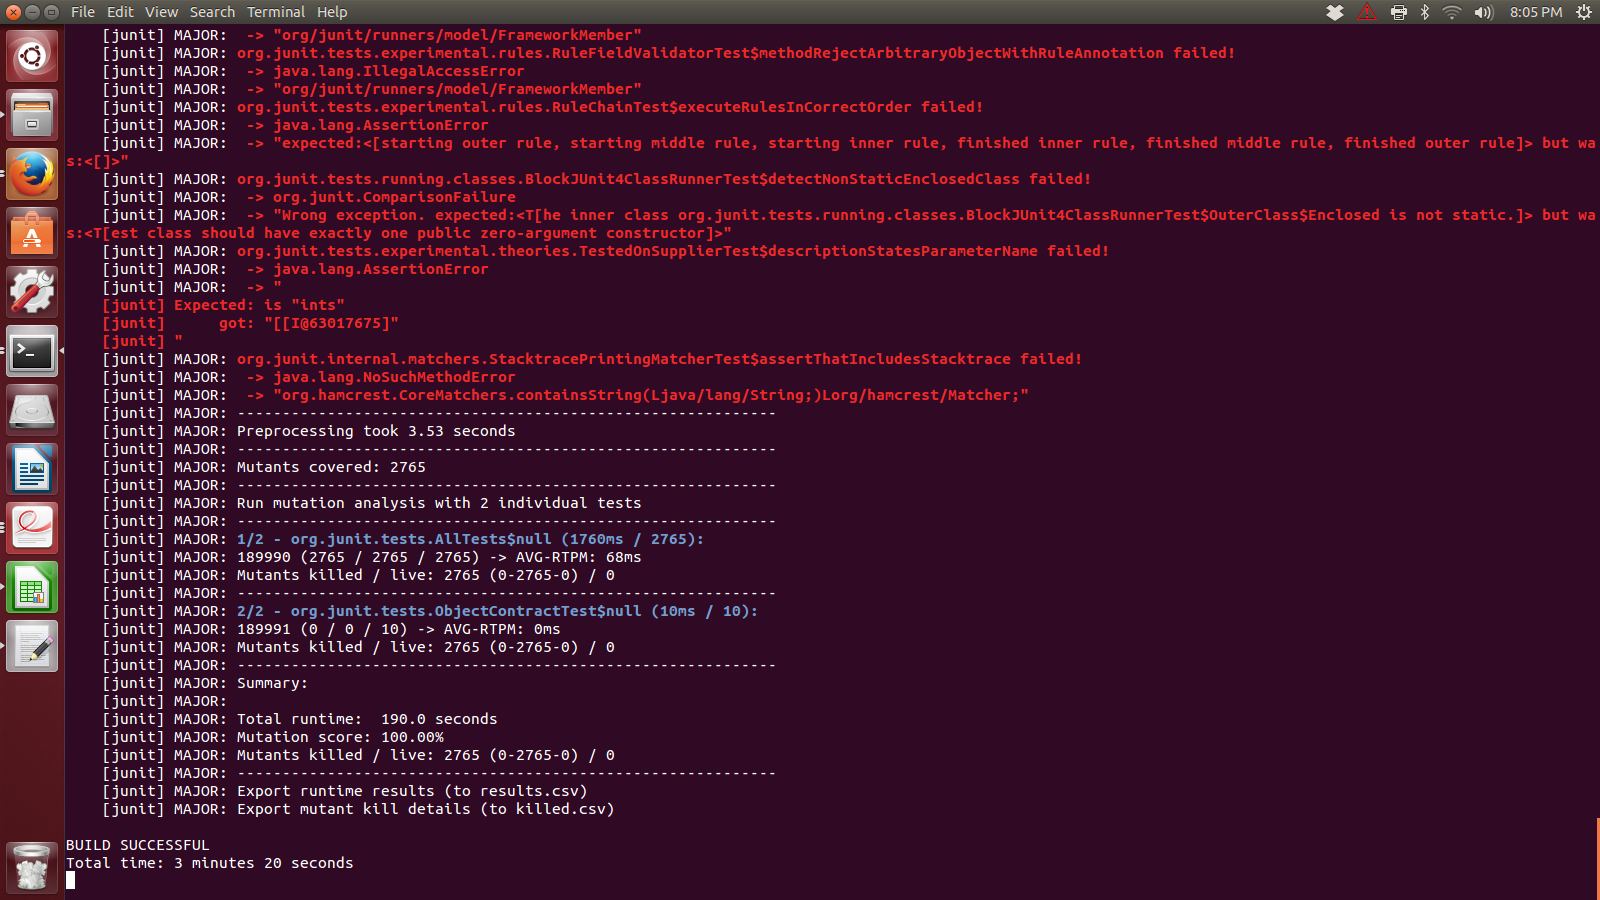 File Edit View Search Terminal Help 8:05 PM
[junit] MAJOR:  -> "org/junit/runners/model/FrameworkMember"
[junit] MAJOR: org.junit.tests.experimental.rules.RuleFieldValidatorTest$methodRejectArbitraryObjectWithRuleAnnotation failed!
[junit] MAJOR:  -> java.lang.IllegalAccessError
[junit] MAJOR:  -> "org/junit/runners/model/FrameworkMember"
[junit] MAJOR: org.junit.tests.experimental.rules.RuleChainTest$executeRulesInCorrectOrder failed!
[junit] MAJOR:  -> java.lang.AssertionError
[junit] MAJOR:  -> "expected:<[starting outer rule, starting middle rule, starting inner rule, finished inner rule, finished middle rule, finished outer rule]> but wa
s:<[]>"
[junit] MAJOR: org.junit.tests.running.classes.BlockJUnit4ClassRunnerTest$detectNonStaticEnclosedClass failed!
[junit] MAJOR:  -> org.junit.ComparisonFailure
[junit] MAJOR:  -> "Wrong exception. expected:<T[he inner class org.junit.tests.running.classes.BlockJUnit4ClassRunnerTest$OuterClass$Enclosed is not static.]> but wa
s:<T[est class should have exactly one public zero-argument constructor]>"
[junit] MAJOR: org.junit.tests.experimental.theories.TestedOnSupplierTest$descriptionStatesParameterName failed!
[junit] MAJOR:  -> java.lang.AssertionError
[junit] MAJOR:  -> "
[junit] Expected: is "ints"
[junit]      got: "[[I@63017675]"
[junit] "
[junit] MAJOR: org.junit.internal.matchers.StacktracePrintingMatcherTest$assertThatIncludesStacktrace failed!
[junit] MAJOR:  -> java.lang.NoSuchMethodError
[junit] MAJOR:  -> "org.hamcrest.CoreMatchers.containsString(Ljava/lang/String;)Lorg/hamcrest/Matcher;"
[junit] MAJOR: ------------------------------------------------------------
[junit] MAJOR: Preprocessing took 3.53 seconds
[junit] MAJOR: ------------------------------------------------------------
[junit] MAJOR: Mutants covered: 2765
[junit] MAJOR: ------------------------------------------------------------
[junit] MAJOR: Run mutation analysis with 2 individual tests
[junit] MAJOR: ------------------------------------------------------------
[junit] MAJOR: 1/2 - org.junit.tests.AllTests$null (1760ms / 2765):
[junit] MAJOR: 189990 (2765 / 2765 / 2765) -> AVG-RTPM: 68ms
[junit] MAJOR: Mutants killed / live: 2765 (0-2765-0) / 0
[junit] MAJOR: ------------------------------------------------------------
[junit] MAJOR: 2/2 - org.junit.tests.ObjectContractTest$null (10ms / 10):
[junit] MAJOR: 189991 (0 / 0 / 10) -> AVG-RTPM: 0ms
[junit] MAJOR: Mutants killed / live: 2765 (0-2765-0) / 0
[junit] MAJOR: ------------------------------------------------------------
[junit] MAJOR: Summary:
[junit] MAJOR:
[junit] MAJOR: Total runtime:  190.0 seconds
[junit] MAJOR: Mutation score: 100.00%
[junit] MAJOR: Mutants killed / live: 2765 (0-2765-0) / 0
[junit] MAJOR: ------------------------------------------------------------
[junit] MAJOR: Export runtime results (to results.csv)
[junit] MAJOR: Export mutant kill details (to killed.csv)
BUILD SUCCESSFUL
Total time: 3 minutes 20 seconds